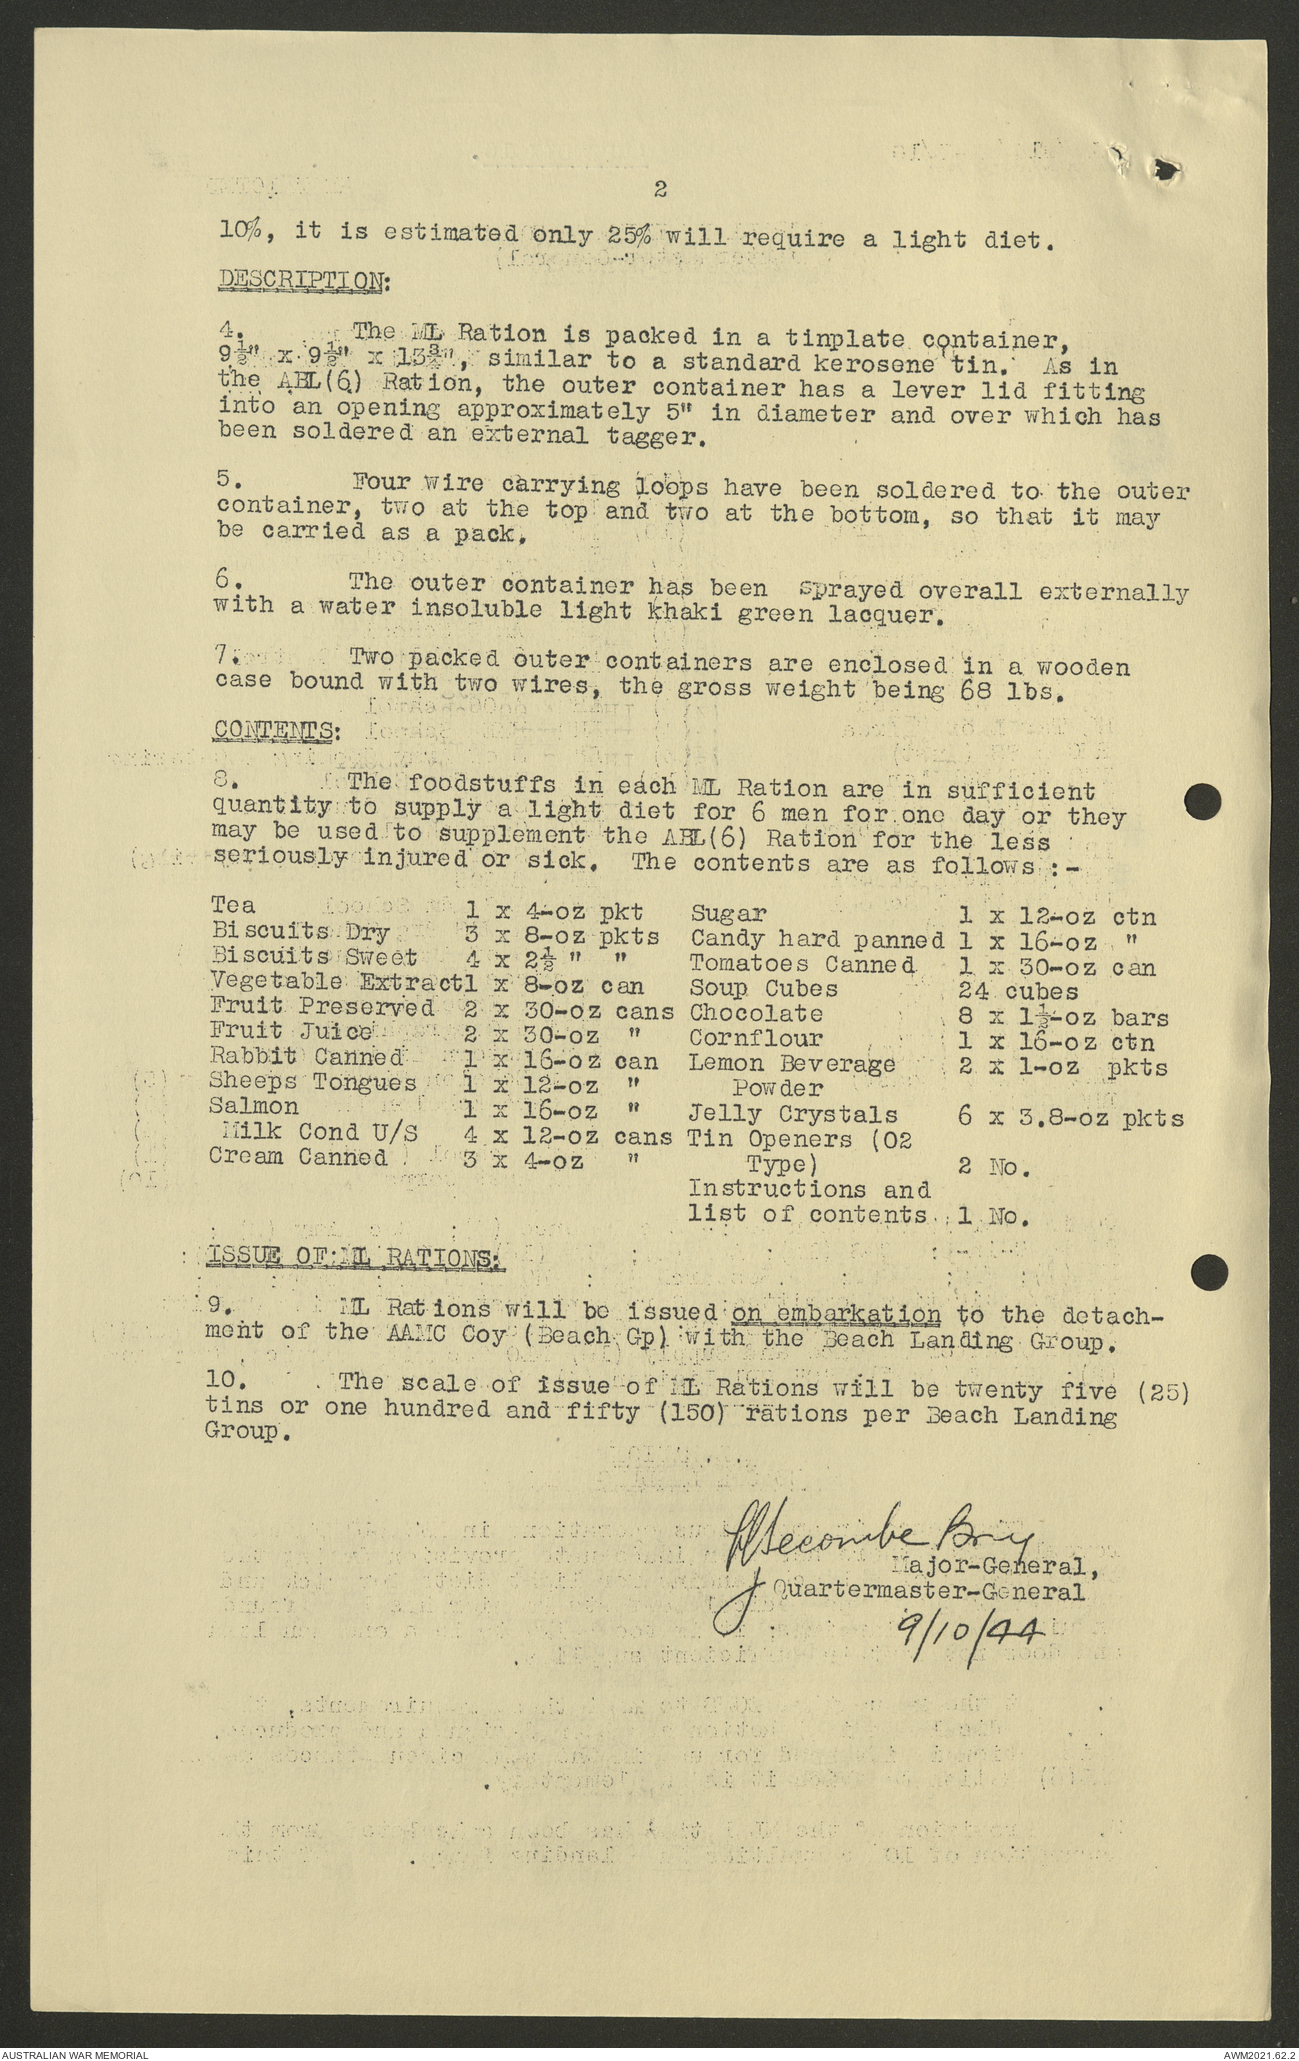 2
10%, it is estimated only 25% will require a light diet.
DESCRIPTION:
4. The ML Ration is packed in a tinplate container,
9½" x 9½" x 13¾", similar to a standard kerosene tin. As in
the ABL(6) Ration, the outer container has a lever lid fitting
into an opening approximately 5" in diameter and over which has
been soldered an external tagger.
5. Four wire carrying loops have been soldered to the outer
container, two at the top and two at the bottom, so that it may
be carried as a pack.
6. The outer container has been sprayed overall externally
with a water insoluble light khaki green lacquer.
7. Two packed outer containers are enclosed in a wooden
case bound with two wires, the gross weight being 68 lbs.
CONTENTS:
8. The foodstuffs in each ML Ration are in sufficient
quantity to supply a light diet for 6 men for one day or they
may be used to supplement the ABL(6) Ration for the less
seriously injured or sick. The contents are as follows :-
Tea 1 x 4-oz pkt Sugar 1 x 12-oz ctn
Biscuits Dry 3 x 8-oz pkts Candy hard panned 1 x 16-oz "
Biscuits Sweet 4 x 2½ " " Tomatoes Canned 1 x 30-oz can
Vegetable Extract1 x 8-oz can Soup Cubes 24 cubes
Fruit Preserved 2 x 30-oz cans Chocolate 8 x 1½-oz bars
Fruit Juice 2 x 30-oz " Cornflour 1 x 16-oz ctn
Rabbit Canned 1 x 16-oz can Lemon Beverage 2 x 1-oz pkts
Sheeps Tongues 1 x 12-oz " Powder
Salmon 1 x 16-oz " Jelly Crystals 6 x 3.8-oz pkts
Milk Cond U/S 4 x 12-oz cans Tin Openers (02
Cream Canned 3 x 4-oz " Type) 2 No.
Instructions and
list of contents 1 No.
ISSUE OF ML RATIONS:
9. ML Rations will be issued on embarkation to the detach-
ment of the AAMC Coy (Beach Gp) with the Beach Landing Group.
10. The scale of issue of ML Rations will be twenty five (25)
tins or one hundred and fifty (150) rations per Beach Landing
Group.
Major-General,
Quartermaster-General
9/10/44
AUSTRALIAN WAR MEMORIAL AWM2021.62.2